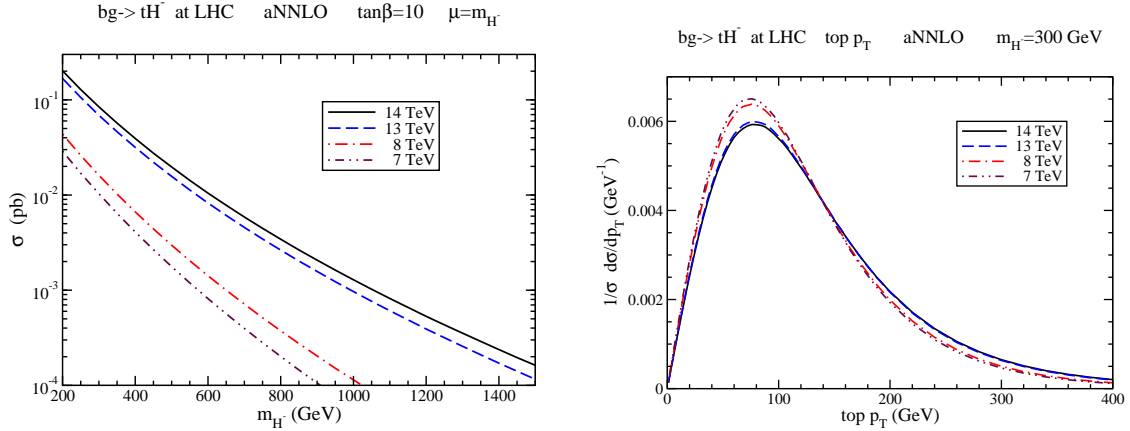 bg-> tH⁻ at LHC aNNLO tanβ=10 μ=m_H⁻
10⁻¹
10⁻²
10⁻³
10⁻⁴
σ (pb)
14 TeV
13 TeV
8 TeV
7 TeV
200 400 600 800 1000 1200 1400
m_H⁻ (GeV)
bg-> tH⁻ at LHC top p_T aNNLO m_H⁻=300 GeV
0.006
0.004
0.002
0
1/σ dσ/dp_T (GeV⁻¹)
14 TeV
13 TeV
8 TeV
7 TeV
0 100 200 300 400
top p_T (GeV)